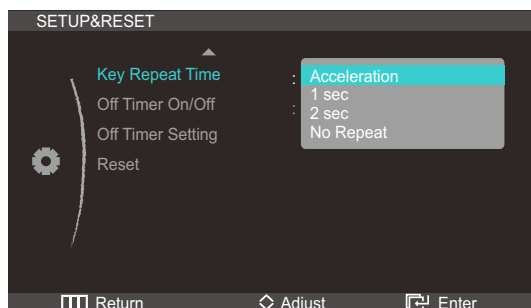 SETUP&RESET
Key Repeat Time : Acceleration
1 sec
Off Timer On/Off : 2 sec
Off Timer Setting No Repeat
Reset
Return Adjust Enter